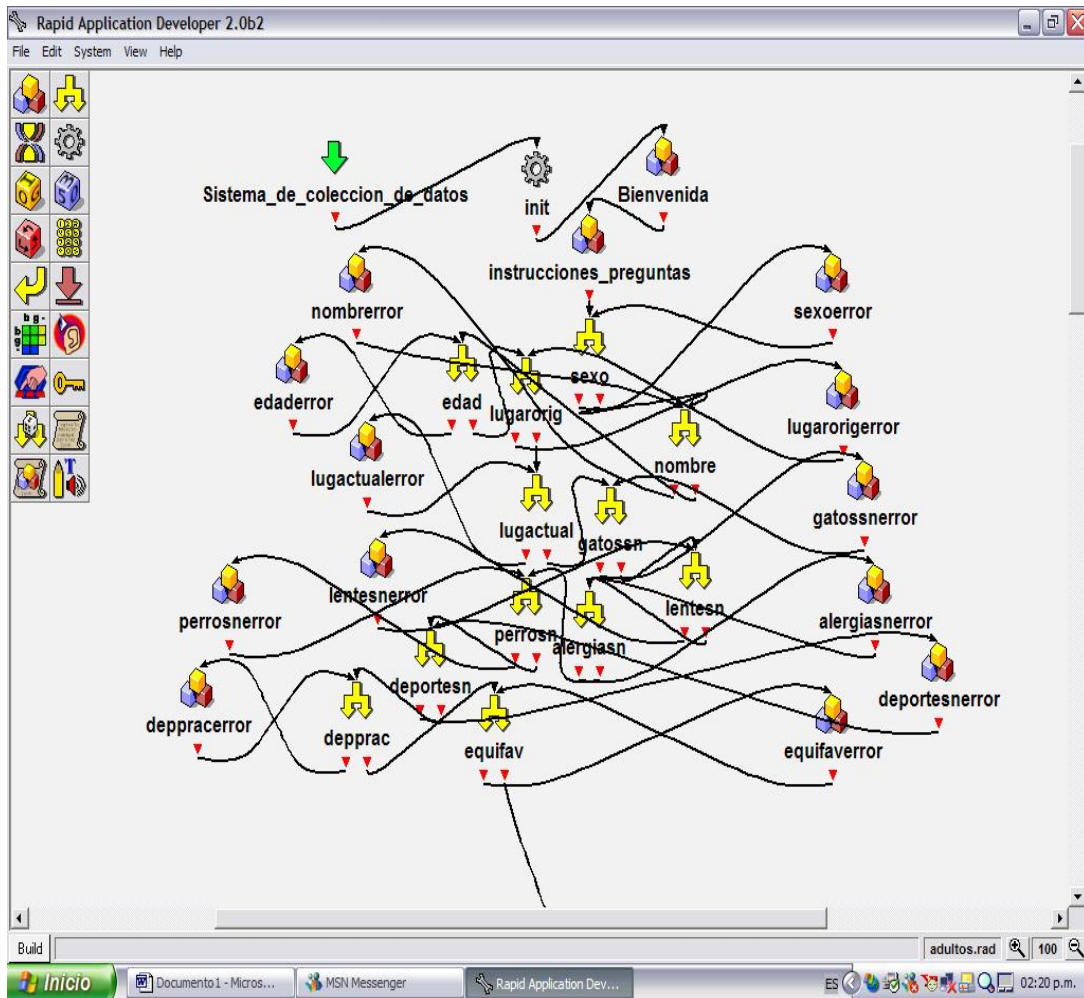 Rapid Application Developer 2.0b2
File Edit System View Help
Sistema_de_coleccion_de_datos
init
Bienvenida
instrucciones_preguntas
nombrerror
sexoerror
edaderror
edad
lugarorig
sexo
lugarorigerror
lugactualerror
nombre
lugactual
gatossn
gatossnerror
lentesnerror
lentesn
perrosnerror
perrosn
alergiasn
alergiasnerror
deportesn
deportesnerror
deppracerror
depprac
equifav
equifaverror
Build
adultos.rad
100
Inicio
Documento1 - Micros...
MSN Messenger
Rapid Application Dev...
ES
02:20 p.m.